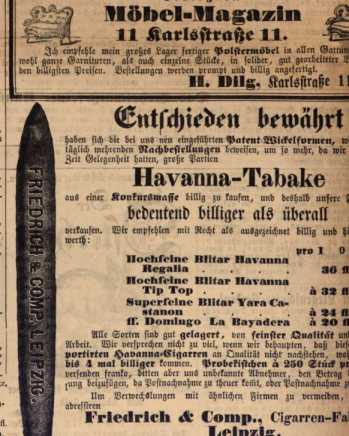 Möbel-Magazin
11 Karlsstraße 11.
Ich empfehle mein großes Lager fertiger Polstermöbel in allen
wohl ganze Garnituren, als auch einzelne Stücke, in solider, gut gearbeiteter
den billigsten Preisen. Bestellungen werden prompt und billig angefertigt.
H. Dilg, Karlsstraße 11
Entschieden bewährt
haben sich die bei uns neu eingeführten Patent-Wickelformen,
täglich mehrenden Nachbestellungen beweisen, um so mehr, da wir
Zeit Gelegenheit hatten, große Partien
Havanna-Tabake
aus einer Konkursmasse billig zu kaufen, und deshalb unsere
bedeutend billiger als überall
verkaufen. Wir empfehlen mit Recht als ausgezeichnet billig und
werth:
pro 1 0
Hochfeine Blitar Havanna
Regalia . . . 36
Hochfeine Blitar Havanna
Tip Top . . . . à 32
Superfeine Blitar Yara Ca-
stanon . . . . à 24
ff. Domingo La Bayadera à 20
Alle Sorten sind gut gelagert, von feinster Qualität
Arbeit. Wir versprechen nicht zu viel, wenn wir behaupten, daß
portirten Havanna-Cigarren an Qualität nicht nachstehen,
bis 4 mal billiger kommen. Probekistchen à 250 Stück
versenden franko, bitten aber uns unbekannte Abnehmer, den Betrag
zung beizufügen, da Postnachnahme zu theuer kostet, oder Postnachnahme
Um Verwechslungen mit ähnlichen Firmen zu vermeiden,
adressiren
Friedrich & Comp., Cigarren-Fa
Leipzig.
FRIEDRICH & COMP. LEIPZIG.